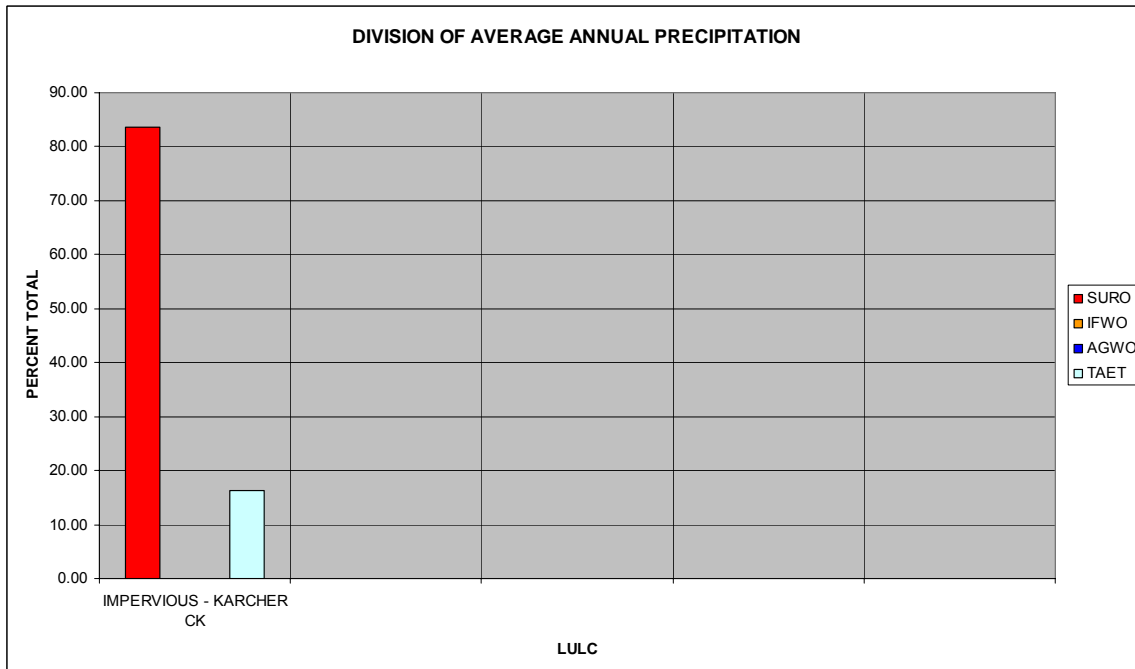 DIVISION OF AVERAGE ANNUAL PRECIPITATION
90.00
80.00
70.00
60.00
50.00
40.00
30.00
20.00
10.00
0.00
PERCENT TOTAL
IMPERVIOUS - KARCHER
CK
LULC
SURO
IFWO
AGWO
TAET